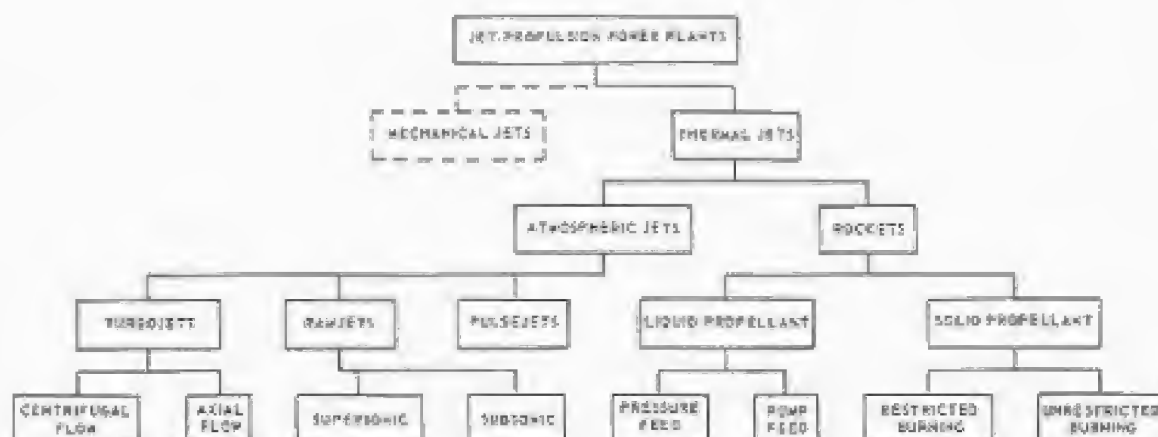 JET-PROPULSION POWER PLANTS
MECHANICAL JETS
THERMAL JETS
ATMOSPHERIC JETS
ROCKETS
TURBOJETS
RAMJETS
PULSEJETS
LIQUID PROPELLANT
SOLID PROPELLANT
CENTRIFUGAL
FLOW
AXIAL
FLOW
SUPERSONIC
SUBSONIC
PRESSURE
FEED
PUMP
FEED
RESTRICTED
BURNING
UNRESTRICTED
BURNING